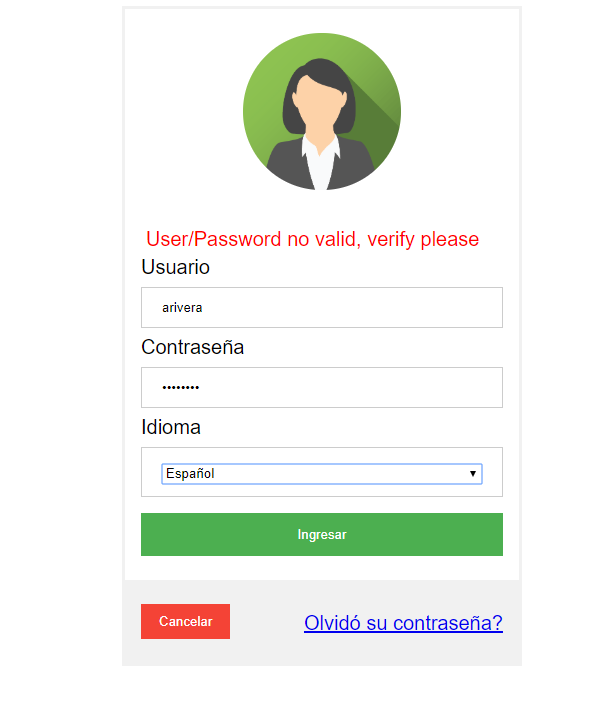 User/Password no valid, verify please
Usuario
arivera
Contraseña
••••••••
Idioma
Español
Ingresar
Cancelar
Olvidó su contraseña?